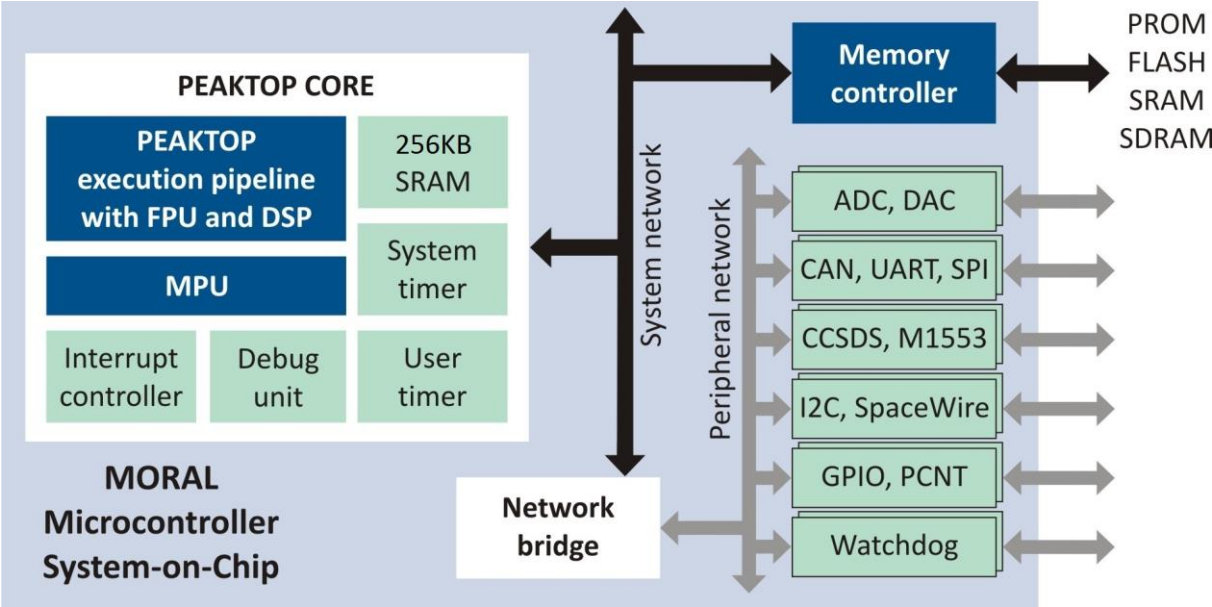 PEAKTOP CORE
PEAKTOP
execution pipeline
with FPU and DSP
256KB
SRAM
MPU
System
timer
Interrupt
controller
Debug
unit
User
timer
MORAL
Microcontroller
System-on-Chip
System network
Network
bridge
Memory
controller
PROM
FLASH
SRAM
SDRAM
Peripheral network
ADC, DAC
CAN, UART, SPI
CCSDS, M1553
I2C, SpaceWire
GPIO, PCNT
Watchdog